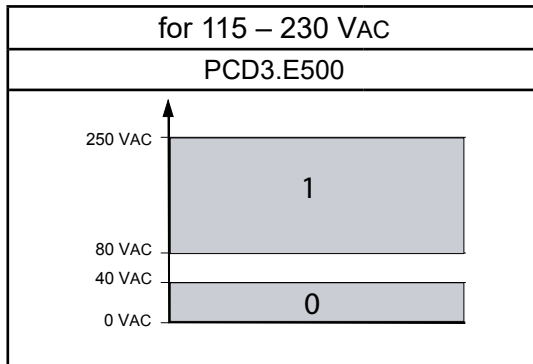 for 115 – 230 VAC
PCD3.E500
250 VAC
1
80 VAC
40 VAC
0
0 VAC